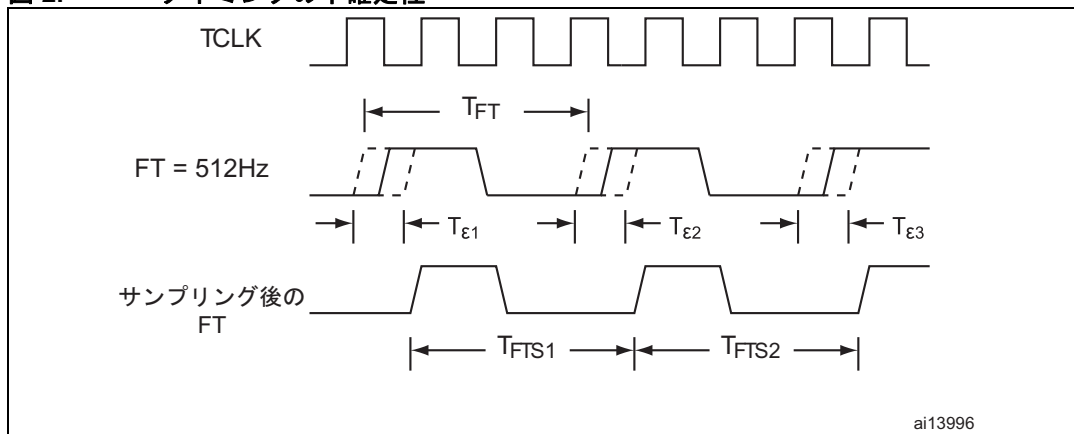 TCLK
TFT
FT = 512Hz
Tε1
Tε2
Tε3
サンプリング後の
FT
TFTS1
TFTS2
ai13996